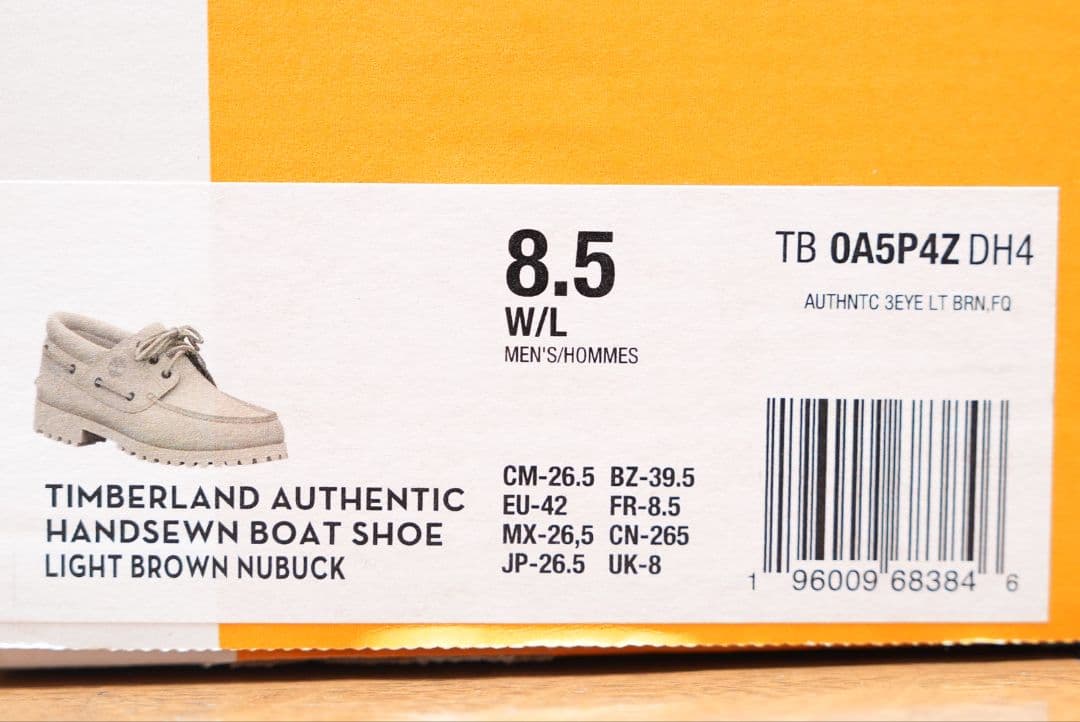 8.5
W/L
MEN'S/HOMMES
TB 0A5P4Z DH4
AUTHNTC 3EYE LT BRN,FQ
TIMBERLAND AUTHENTIC
HANDSEWN BOAT SHOE
LIGHT BROWN NUBUCK
CM-26.5 BZ-39.5
EU-42 FR-8.5
MX-26,5 CN-265
JP-26.5 UK-8
1 96009 68384 6